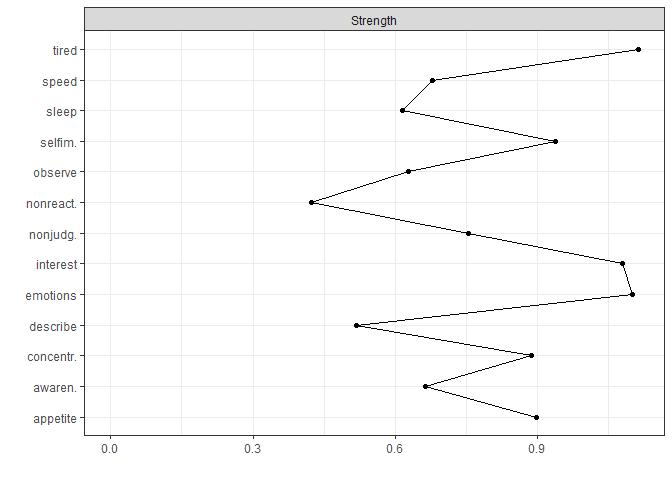 Strength
tired
speed
sleep
selfim.
observe
nonreact.
nonjudg.
interest
emotions
describe
concentr.
awaren.
appetite
0.0 0.3 0.6 0.9